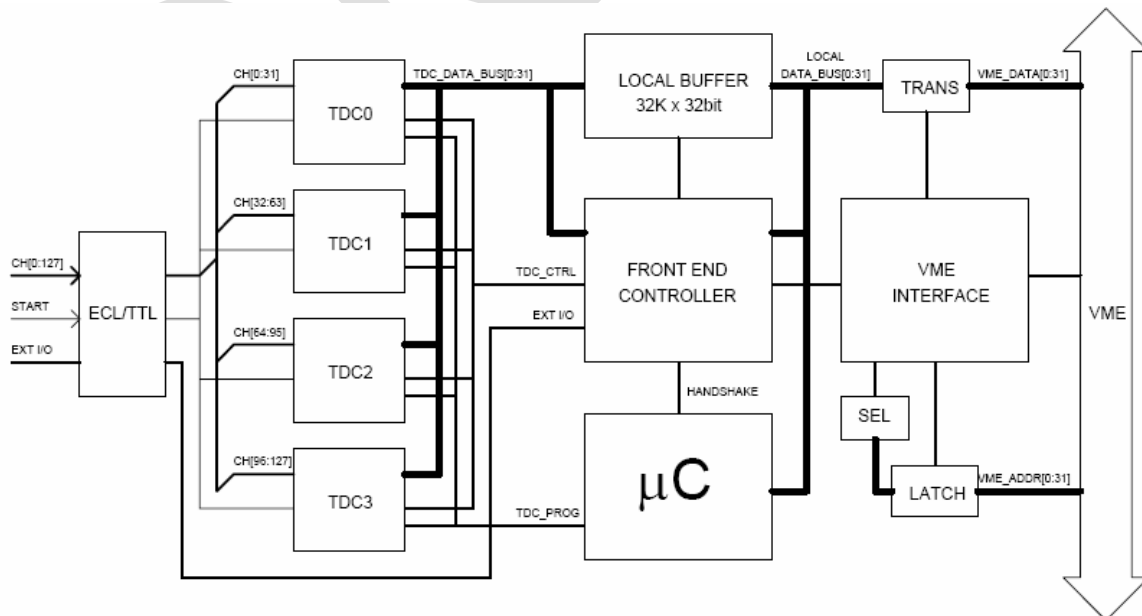 CH[0:127]
START
EXT I/O
ECL/TTL
CH[0:31]
TDC0
CH[32:63]
TDC1
CH[64:95]
TDC2
CH[96:127]
TDC3
TDC_DATA_BUS[0:31]
TDC_CTRL
EXT I/O
TDC_PROG
LOCAL BUFFER
32K x 32bit
FRONT END
CONTROLLER
HANDSHAKE
μC
LOCAL
DATA_BUS[0:31]
TRANS
VME_DATA[0:31]
VME
INTERFACE
SEL
LATCH
VME_ADDR[0:31]
VME